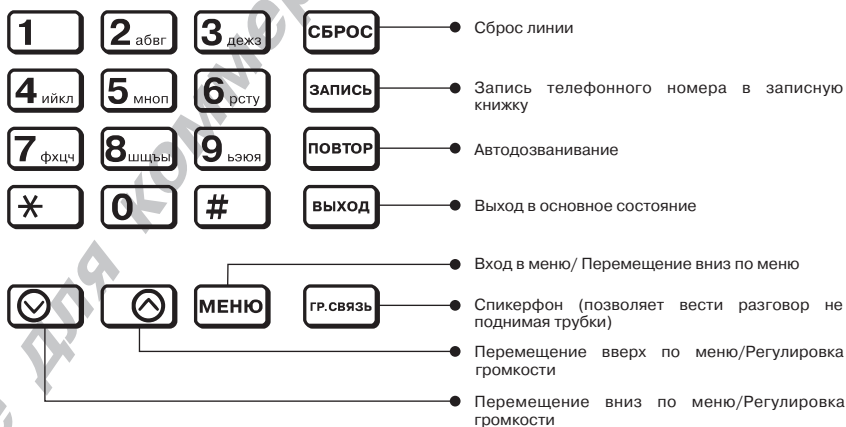 1 2 абвг 3 дежз СБРОС Сброс линии
4 ийкл 5 мноп 6 рсту ЗАПИСЬ Запись телефонного номера в записную
книжку
7 фхцч 8 шщъы 9 ьэюя ПОВТОР Автодозванивание
* 0 # ВЫХОД Выход в основное состояние
Вход в меню/ Перемещение вниз по меню
МЕНЮ ГР.СВЯЗЬ Спикерфон (позволяет вести разговор не
поднимая трубки)
Перемещение вверх по меню/Регулировка
громкости
Перемещение вниз по меню/Регулировка
громкости
для